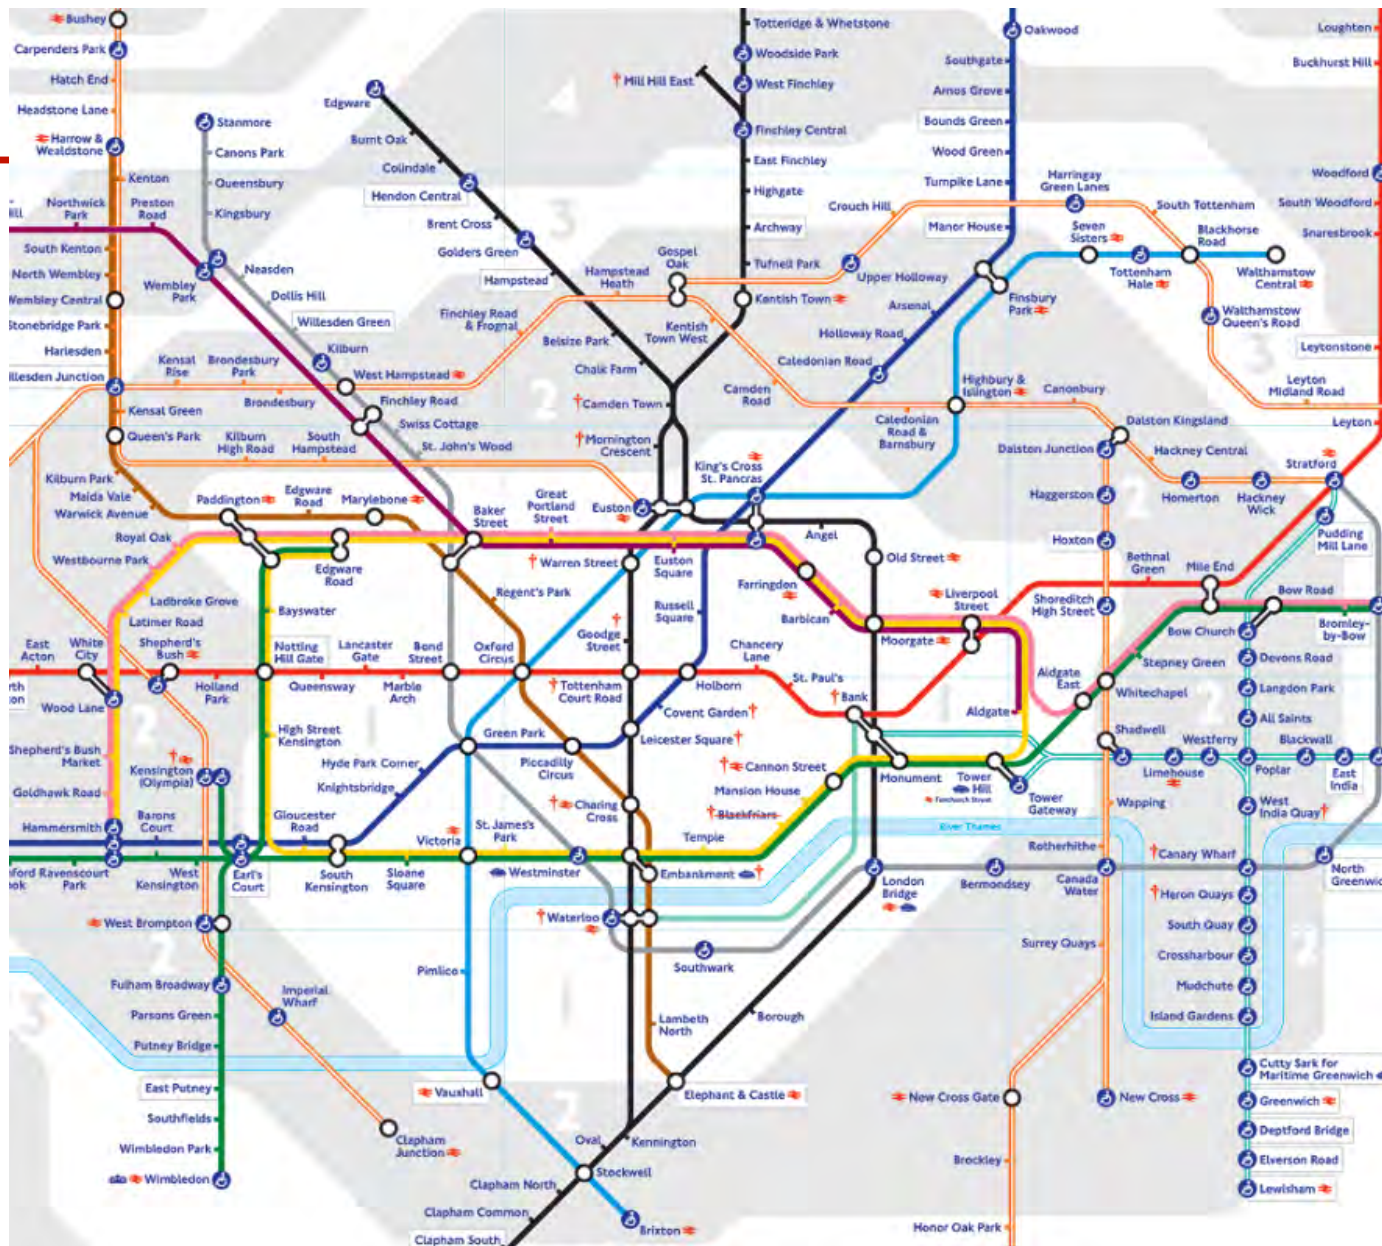 Bushey
Carpenders Park
Hatch End
Headstone Lane
Harrow &
Wealdstone
Kenton
Northwick
Park
Preston
Road
South Kenton
North Wembley
Wembley Central
Stonebridge Park
Harlesden
Kensal Green
Queen's Park
Kilburn Park
Maida Vale
Warwick Avenue
Royal Oak
Westbourne Park
Ladbroke Grove
Latimer Road
East
Acton
White
City
Shepherd's
Bush
Wood Lane
Holland
Park
Shepherd's Bush
Market
Goldhawk Road
Kensington
(Olympia)
Hammersmith
Barons
Court
Ravenscourt
Park
West
Kensington
Earl's
Court
West Brompton
Fulham Broadway
Parsons Green
Putney Bridge
East Putney
Southfields
Wimbledon Park
Wimbledon
Imperial
Wharf
Clapham
Junction
Stanmore
Canons Park
Queensbury
Kingsbury
Wembley
Park
Neasden
Dollis Hill
Willesden Green
Kilburn
West Hampstead
Finchley Road
Swiss Cottage
St. John's Wood
Kensal
Rise
Brondesbury
Park
Brondesbury
Kilburn
High Road
South
Hampstead
Edgware
Burnt Oak
Colindale
Hendon Central
Brent Cross
Golders Green
Hampstead
Belsize Park
Chalk Farm
Camden Town
Mornington
Crescent
Euston
Finchley Road
& Frognal
Hampstead
Heath
Gospel
Oak
Kentish
Town West
Camden
Road
Caledonian
Road &
Barnsbury
Totteridge & Whetstone
Woodside Park
Mill Hill East
West Finchley
Finchley Central
East Finchley
Highgate
Archway
Tufnell Park
Kentish Town
Oakwood
Southgate
Arnos Grove
Bounds Green
Wood Green
Turnpike Lane
Manor House
Finsbury
Park
Arsenal
Holloway Road
Caledonian Road
King's Cross
St. Pancras
Crouch Hill
Upper Holloway
Harringay
Green Lanes
South Tottenham
Seven
Sisters
Tottenham
Hale
Blackhorse
Road
Walthamstow
Central
Walthamstow
Queen's Road
Leyton
Midland Road
Loughton
Buckhurst Hill
Woodford
South Woodford
Snaresbrook
Leytonstone
Leyton
Stratford
Highbury &
Islington
Canonbury
Dalston Kingsland
Dalston Junction
Hackney Central
Homerton
Hackney
Wick
Haggerston
Hoxton
Shoreditch
High Street
Pudding
Mill Lane
Bethnal
Green
Mile End
Bow Road
Bow Church
Bromley-
by-Bow
Stepney Green
Whitechapel
Aldgate
East
Aldgate
Devons Road
Langdon Park
All Saints
Shadwell
Limehouse
Westferry
Poplar
Blackwall
East
India
West
India Quay
Canary Wharf
Heron Quays
South Quay
Crossharbour
Mudchute
Island Gardens
Cutty Sark for
Maritime Greenwich
Greenwich
Deptford Bridge
Elverson Road
Lewisham
Wapping
Rotherhithe
Canada
Water
Surrey Quays
New Cross Gate
New Cross
Brockley
Honor Oak Park
Paddington
Edgware
Road
Marylebone
Baker
Street
Great
Portland
Street
Edgware
Road
Bayswater
Notting
Hill Gate
Lancaster
Gate
Queensway
Marble
Arch
Bond
Street
Oxford
Circus
Regent's Park
Warren Street
Euston
Square
Goodge
Street
Russell
Square
Tottenham
Court Road
Holborn
Chancery
Lane
St. Paul's
Bank
Angel
Old Street
Farringdon
Barbican
Moorgate
Liverpool
Street
High Street
Kensington
Hyde Park Corner
Knightsbridge
Green Park
Piccadilly
Circus
Covent Garden
Leicester Square
Charing
Cross
Gloucester
Road
South
Kensington
Sloane
Square
Victoria
St. James's
Park
Westminster
Embankment
Temple
Blackfriars
Mansion House
Cannon Street
Monument
Tower
Hill
Fenchurch Street
Tower
Gateway
River Thames
London
Bridge
Bermondsey
North
Waterloo
Southwark
Pimlico
Lambeth
North
Borough
Vauxhall
Elephant & Castle
Oval
Kennington
Stockwell
Clapham North
Clapham Common
Clapham South
Brixton
4
3
3
2
2
3
2
1
1
2
2
2
3
1
2
2